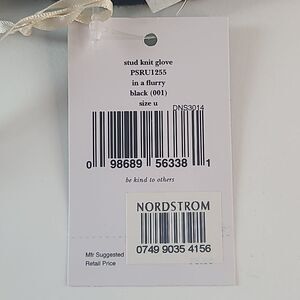 stud knit glove
PSRU1255
in a flurry
black (001)
size u
DNS3014
0 98689 56338 1
be kind to others
NORDSTROM
0749 9035 4156
Mfr Suggested
Retail Price